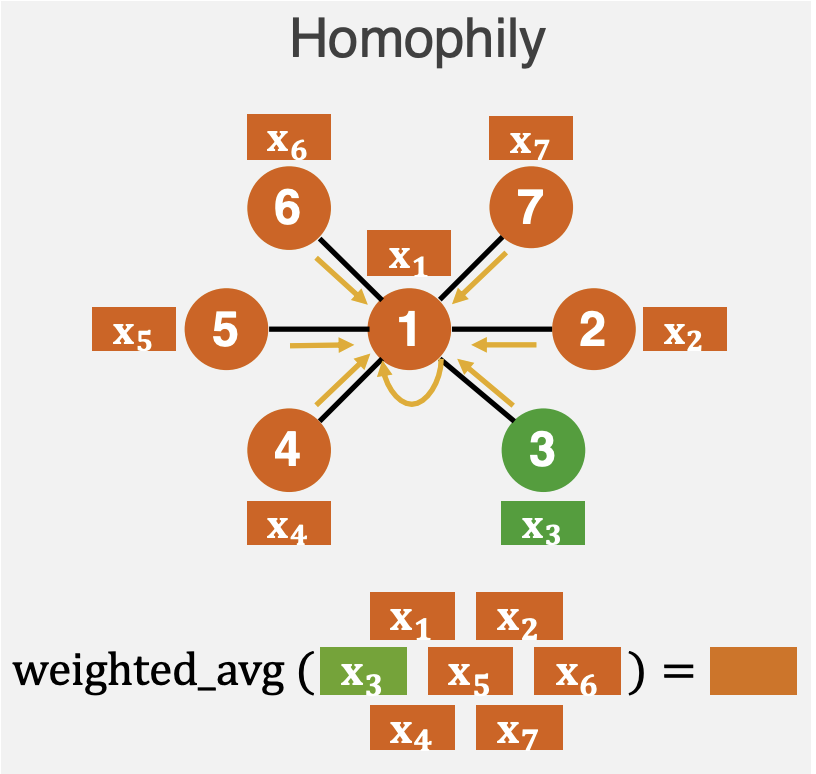 Homophily
x₆ x₇
6 7
x₁
x₅ 5 1 2 x₂
4 3
x₄ x₃
x₁ x₂
weighted_avg ( x₃ x₅ x₆ ) =
x₄ x₇